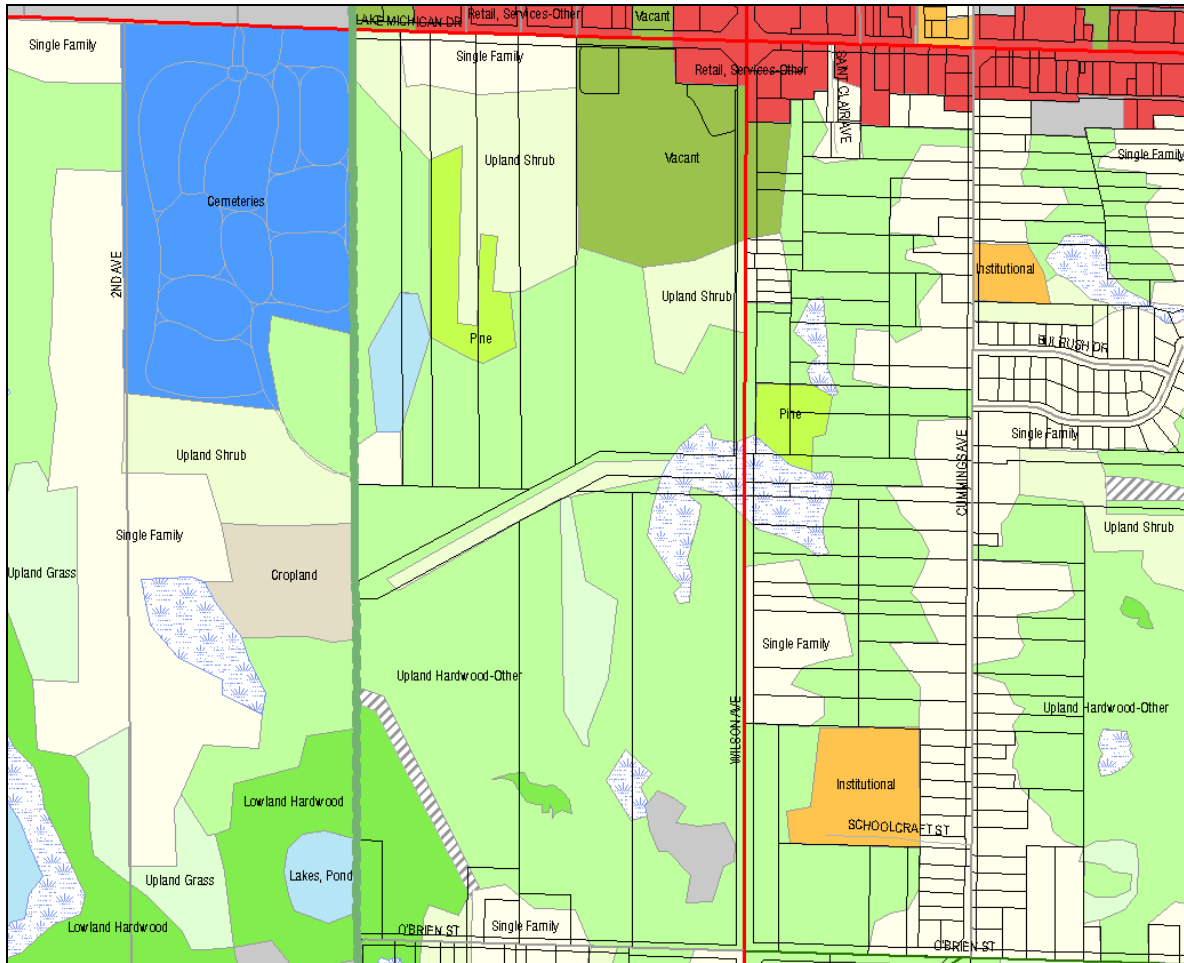 LAKE MICHIGAN DR
Retail, Services-Other
Vacant
Single Family
Single Family
Retail, Services-Other
SAINT CLAIR AVE
Upland Shrub
Vacant
Single Family
Cemeteries
2ND AVE
Institutional
Upland Shrub
Pine
BULRUSH DR
Pine
Single Family
Upland Shrub
CUMMINGS AVE
Single Family
Upland Shrub
Upland Grass
Cropland
Single Family
Upland Hardwood-Other
WILSON AVE
Upland Hardwood-Other
Institutional
Lowland Hardwood
SCHOOLCRAFT ST
Upland Grass
Lakes, Pond
Lowland Hardwood
Single Family
O'BRIEN ST
O'BRIEN ST